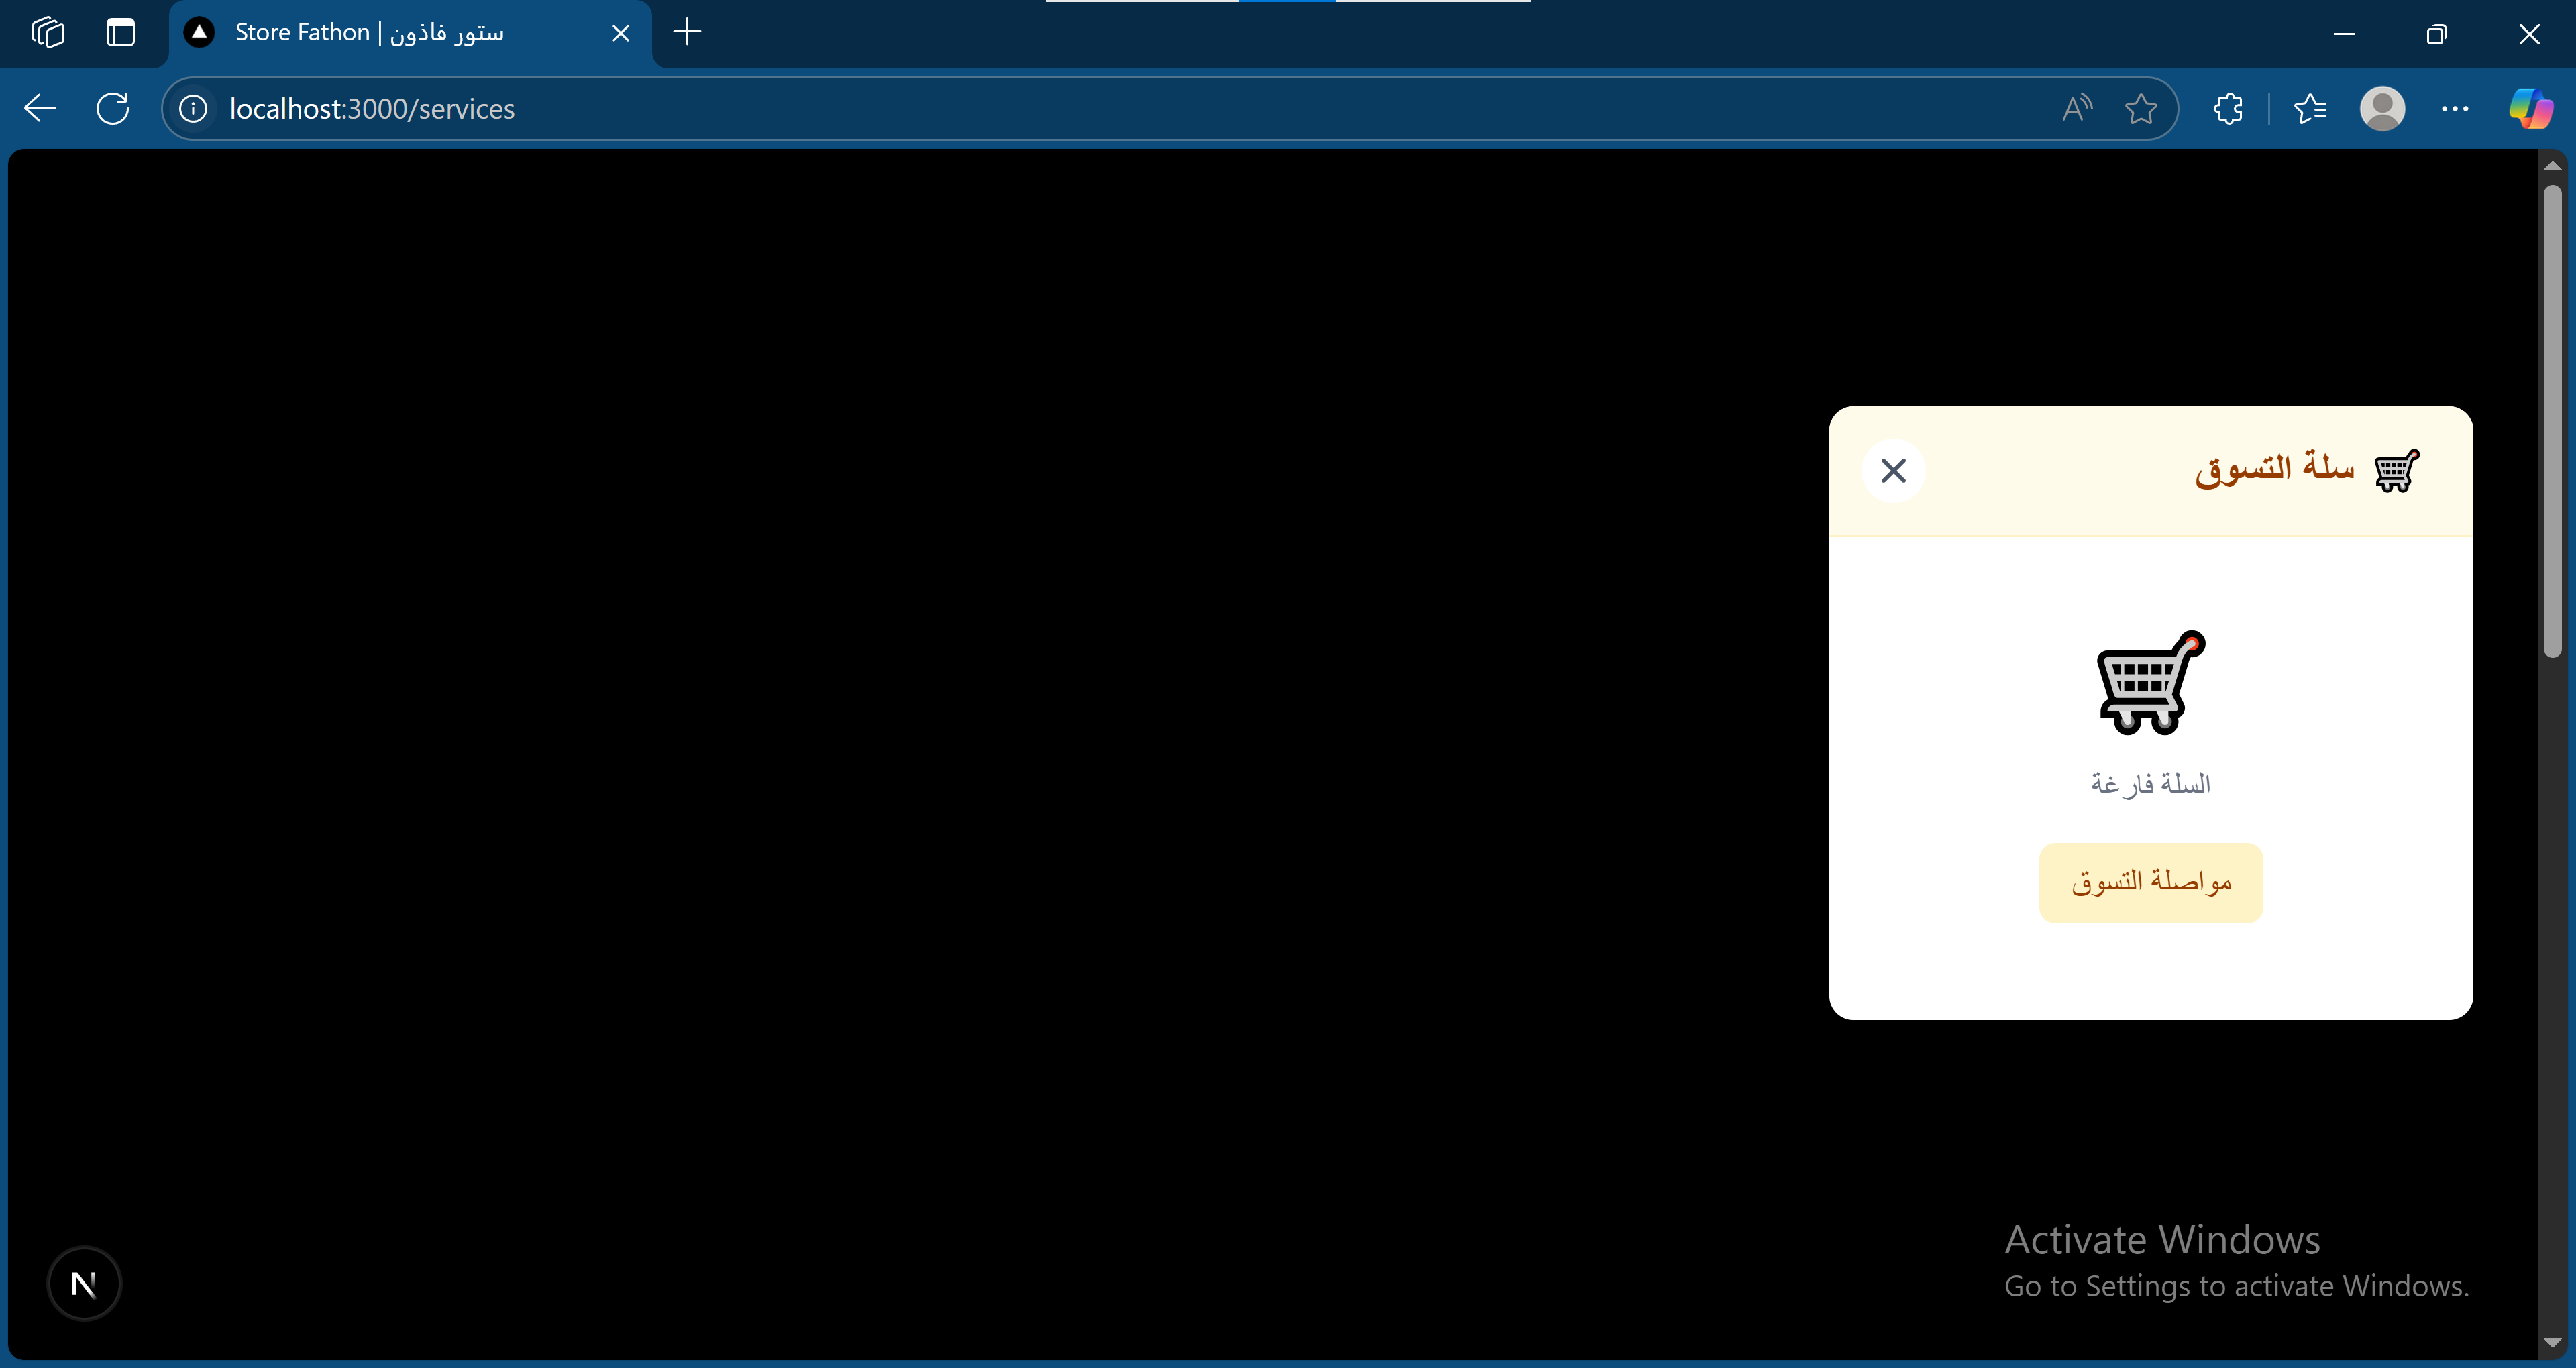 Store Fathon | ستور فاذون
localhost:3000/services
سلة التسوق
السلة فارغة
مواصلة التسوق
N
Activate Windows
Go to Settings to activate Windows.